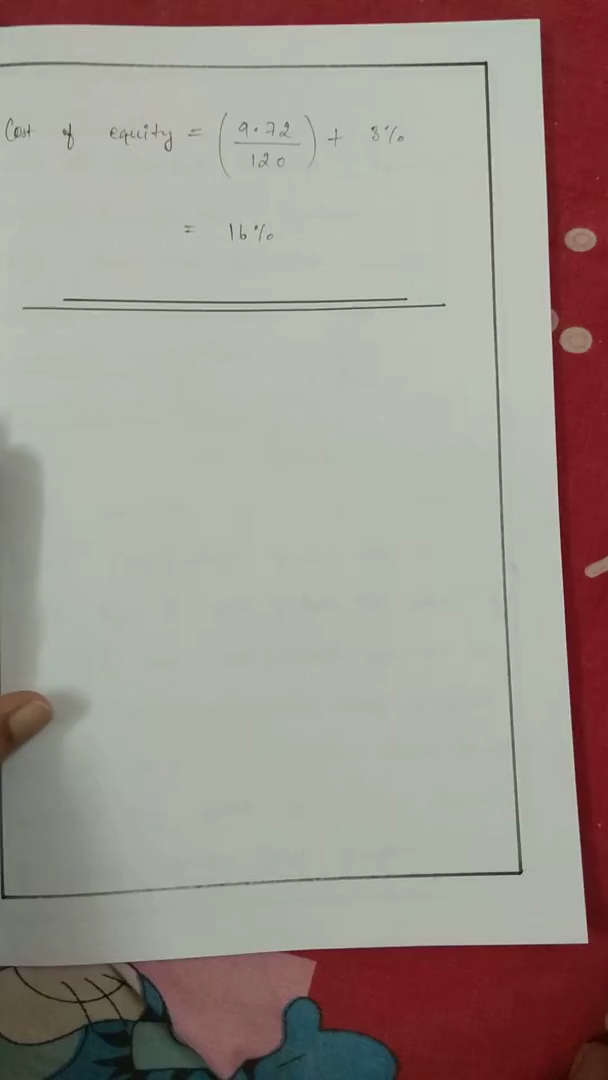 Cost of equity = (9.72/120) + 8%
= 16%